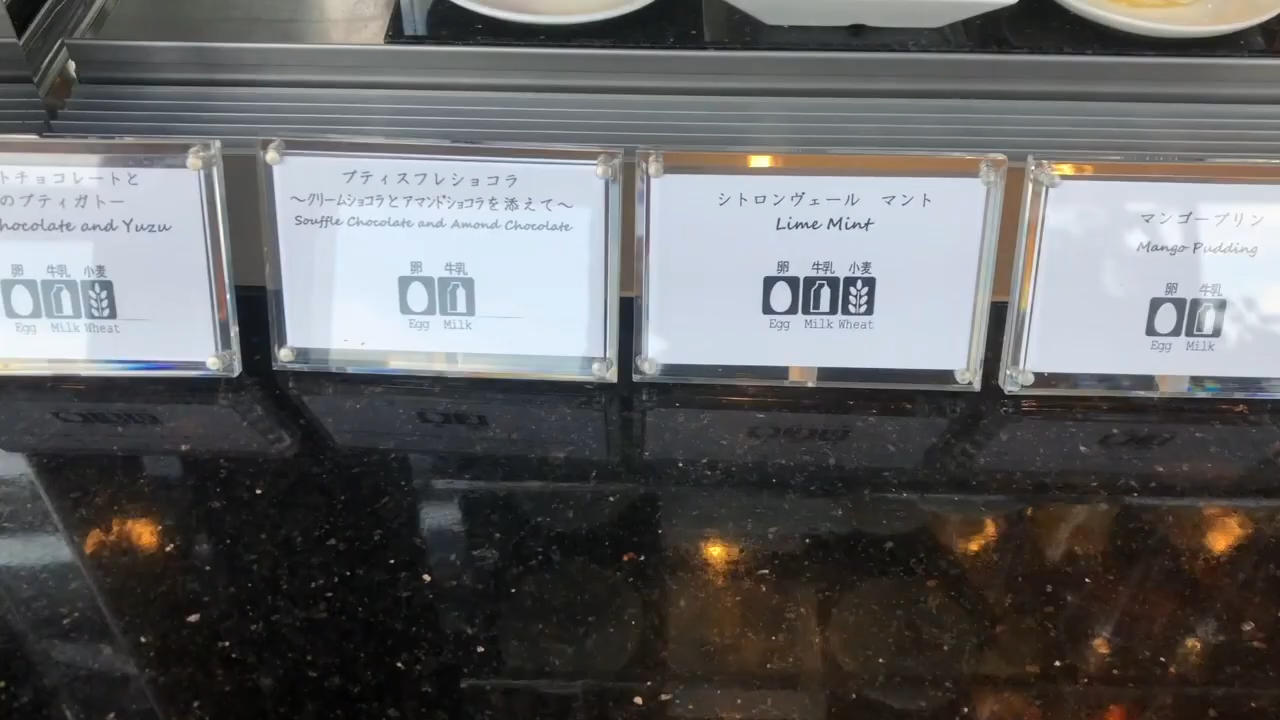 トチョコレートと
のプティガトー
hocolate and Yuzu
卵 牛乳 小麦
Egg Milk Wheat
プティスフレショコラ
～クリームショコラとアマンドショコラを添えて～
Souffle Chocolate and Amond Chocolate
卵 牛乳
Egg Milk
シトロンヴェール マント
Lime Mint
卵 牛乳 小麦
Egg Milk Wheat
マンゴープリン
Mango Pudding
卵 牛乳
Egg Milk